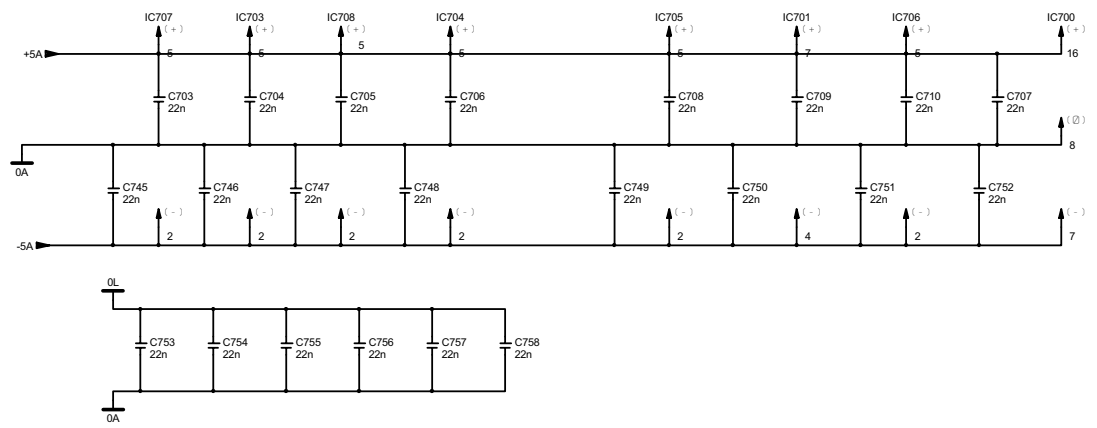 IC707 IC703 IC708 IC704 IC705 IC701 IC706 IC700
(+) (+) (+) (+) (+) (+) (+) (+)
+5A 5 5 5 5 5 7 5 16
C703 C704 C705 C706 C708 C709 C710 C707
22n 22n 22n 22n 22n 22n 22n 22n
(0)
8
0A
C745 C746 C747 C748 C749 C750 C751 C752
22n 22n 22n 22n 22n 22n 22n 22n
(-) (-) (-) (-) (-) (-) (-) (-)
-5A 2 2 2 2 2 4 2 7
0L
C753 C754 C755 C756 C757 C758
22n 22n 22n 22n 22n 22n
0A